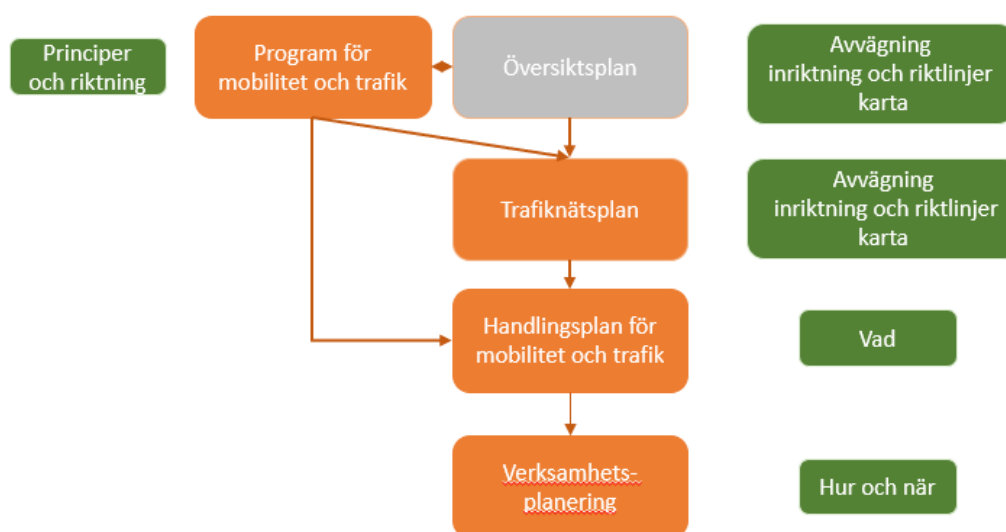 Principer
och riktning
Program för
mobilitet och trafik
Översiktsplan
Avvägning
inriktning och riktlinjer
karta
Trafiknätsplan
Avvägning
inriktning och riktlinjer
karta
Handlingsplan för
mobilitet och trafik
Vad
Verksamhets-
planering
Hur och när